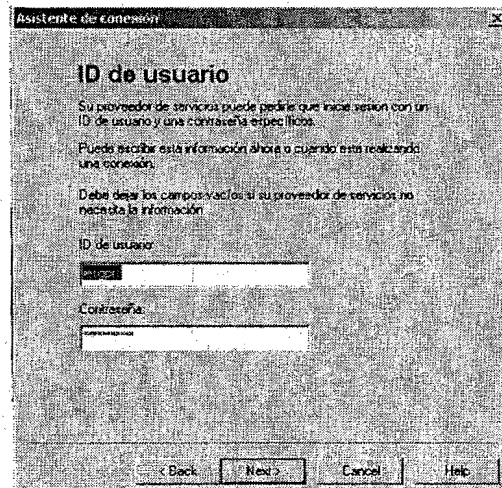 Asistente de conexión
ID de usuario
Su proveedor de servicios puede pedirle que inicie sesión con un
ID de usuario y una contraseña específicos.
Puede escribir esta información ahora o cuando esté realizando
una conexión.
Debe dejar los campos vacíos si su proveedor de servicios no
necesita la información.
ID de usuario:
Contraseña:
< Back
Next >
Cancel
Help